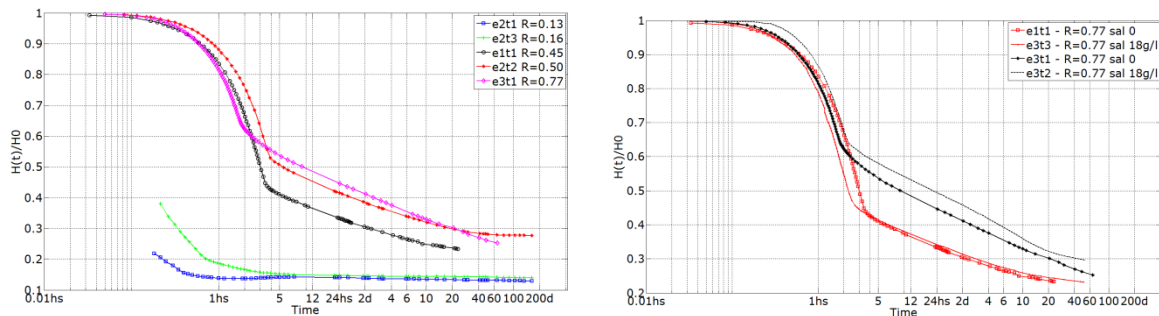 H(t)/H0
1
0.9
0.8
0.7
0.6
0.5
0.4
0.3
0.2
0.1
0.01hs 1hs 5 12 24hs 2d 4 6 10 20 40 60 100 200d
Time
e2t1 R=0.13
e2t3 R=0.16
e1t1 R=0.45
e2t2 R=0.50
e3t1 R=0.77
H(t)/H0
1
0.9
0.8
0.7
0.6
0.5
0.4
0.3
0.2
0.01hs 1hs 5 12 24hs 2d 4 6 10 20 40 60 100 200d
Time
e1t1 - R=0.77 sal 0
e3t3 - R=0.77 sal 18g/l
e3t1 - R=0.77 sal 0
e3t2 - R=0.77 sal 18g/l